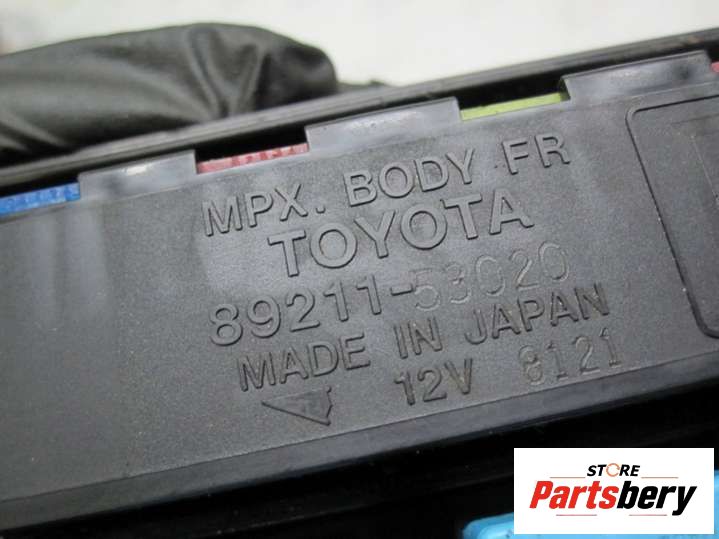 MPX. BODY FR
TOYOTA
89211-53020
MADE IN JAPAN
12V 8121
STORE
Partsbery